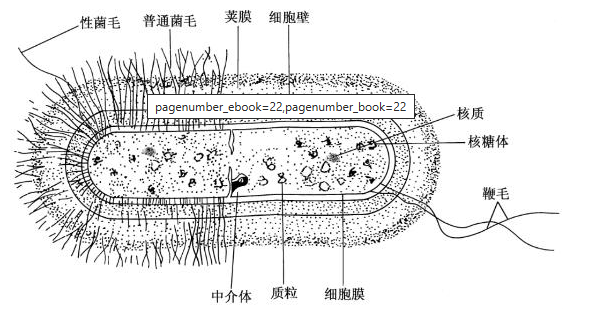 性菌毛 普通菌毛 荚膜 细胞壁
pagenumber_ebook=22,pagenumber_book=22
核质
核糖体
鞭毛
中介体 质粒 细胞膜